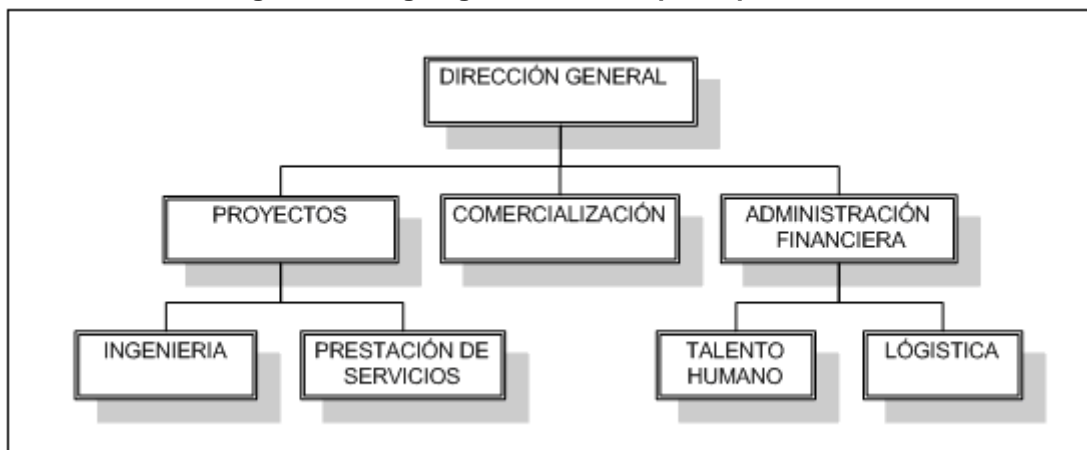 DIRECCIÓN GENERAL
PROYECTOS
COMERCIALIZACIÓN
ADMINISTRACIÓN
FINANCIERA
INGENIERIA
PRESTACIÓN DE
SERVICIOS
TALENTO
HUMANO
LÓGISTICA